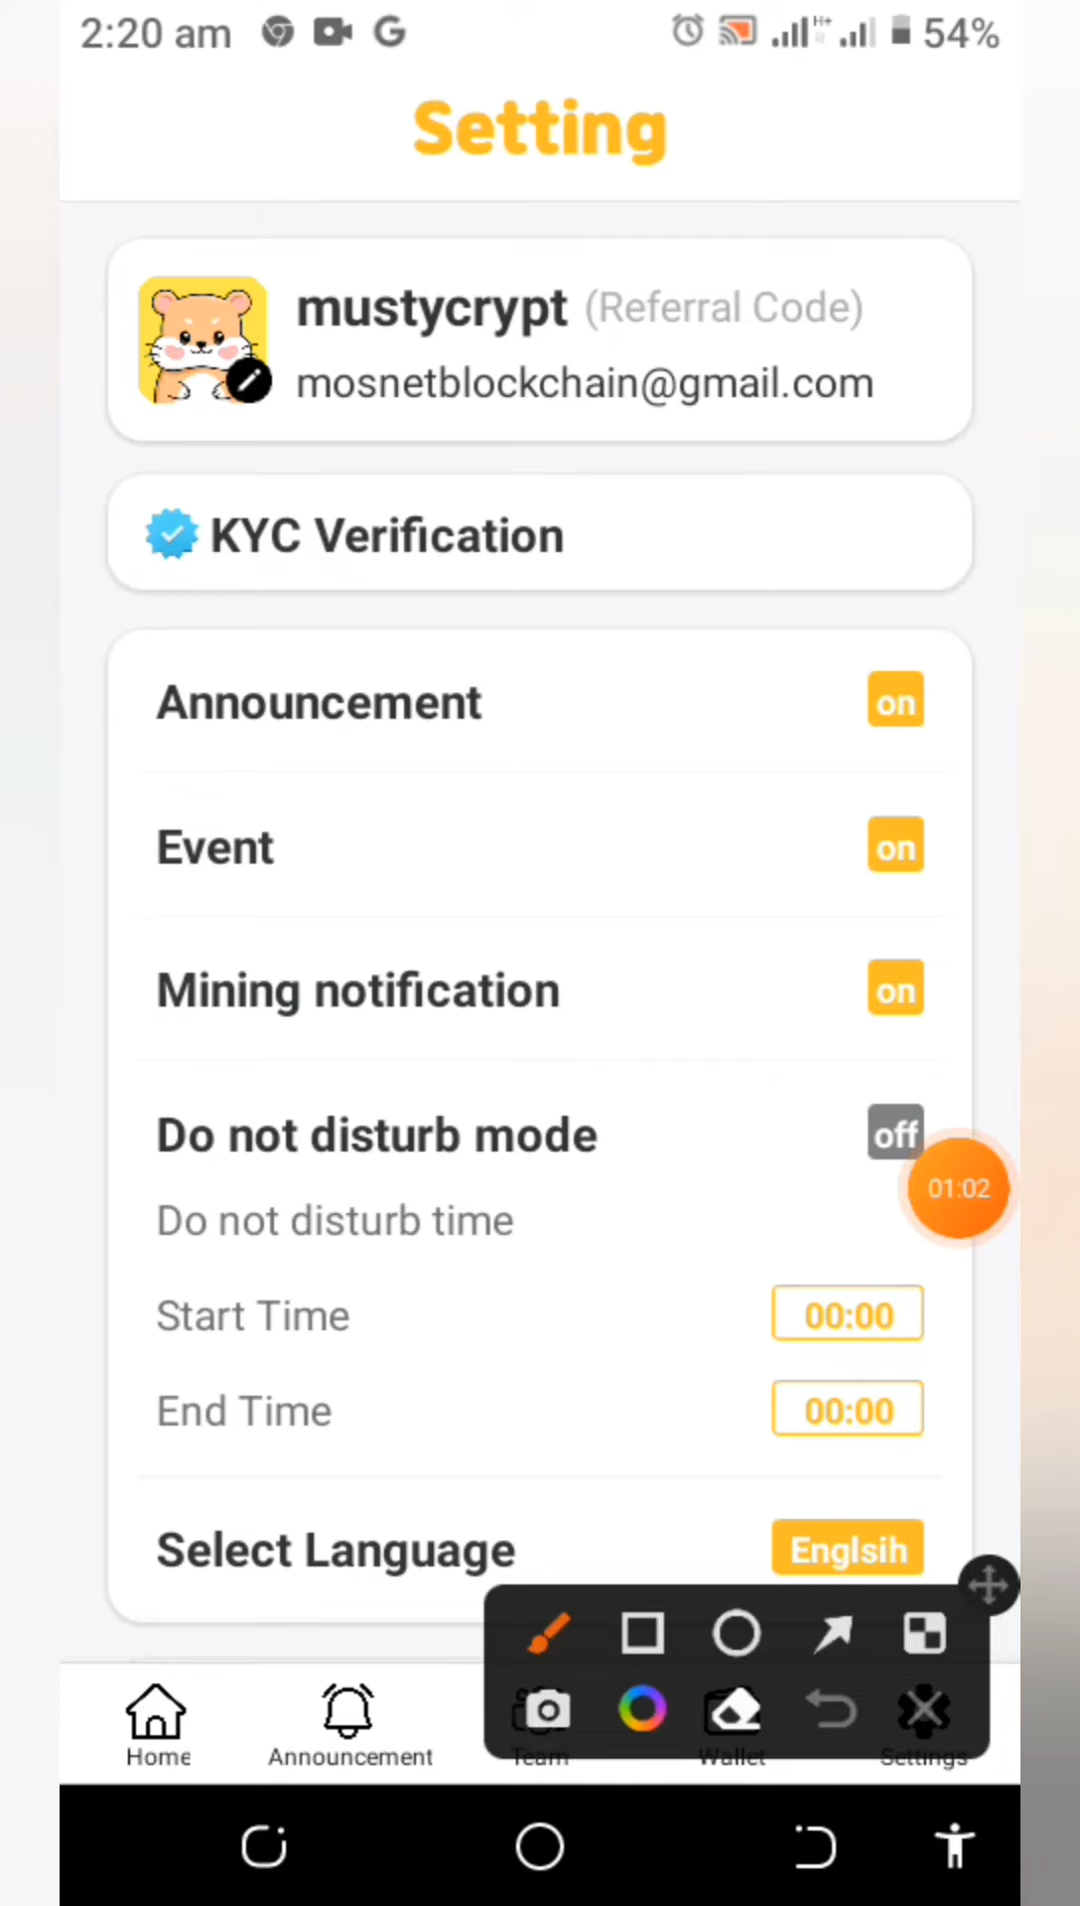 2:20 am H+ 54%
Setting
mustycrypt (Referral Code)
mosnetblockchain@gmail.com
KYC Verification
Announcement on
Event on
Mining notification on
Do not disturb mode off
01:02
Do not disturb time
Start Time 00:00
End Time 00:00
Select Language Englsih
Home Announcement Team Wallet Settings